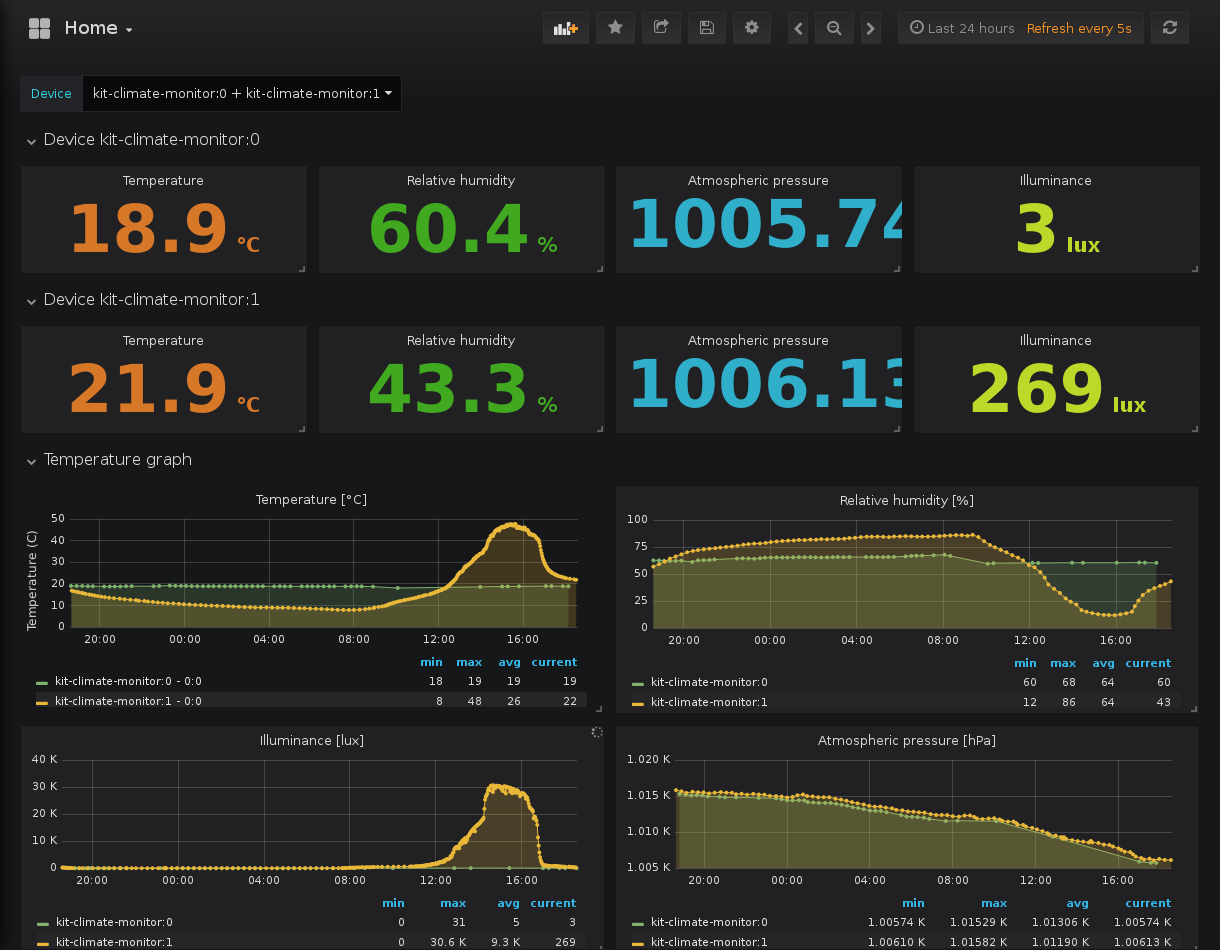 Home
Last 24 hours Refresh every 5s
Device kit-climate-monitor:0 + kit-climate-monitor:1
Device kit-climate-monitor:0
Temperature Relative humidity Atmospheric pressure Illuminance
18.9 °C 60.4 % 1005.74 3 lux
Device kit-climate-monitor:1
Temperature Relative humidity Atmospheric pressure Illuminance
21.9 °C 43.3 % 1006.13 269 lux
Temperature graph
Temperature [°C]
Temperature (C)
50
40
30
20
10
0
20:00 00:00 04:00 08:00 12:00 16:00
min max avg current
kit-climate-monitor:0 - 0:0 18 19 19 19
kit-climate-monitor:1 - 0:0 8 48 26 22
Relative humidity [%]
100
75
50
25
0
20:00 00:00 04:00 08:00 12:00 16:00
min max avg current
kit-climate-monitor:0 60 68 64 60
kit-climate-monitor:1 12 86 64 43
Illuminance [lux]
40 K
30 K
20 K
10 K
0
20:00 00:00 04:00 08:00 12:00 16:00
min max avg current
kit-climate-monitor:0 0 31 5 3
kit-climate-monitor:1 0 30.6 K 9.3 K 269
Atmospheric pressure [hPa]
1.020 K
1.015 K
1.010 K
1.005 K
20:00 00:00 04:00 08:00 12:00 16:00
min max avg current
kit-climate-monitor:0 1.00574 K 1.01529 K 1.01306 K 1.00574 K
kit-climate-monitor:1 1.00610 K 1.01582 K 1.01190 K 1.00613 K